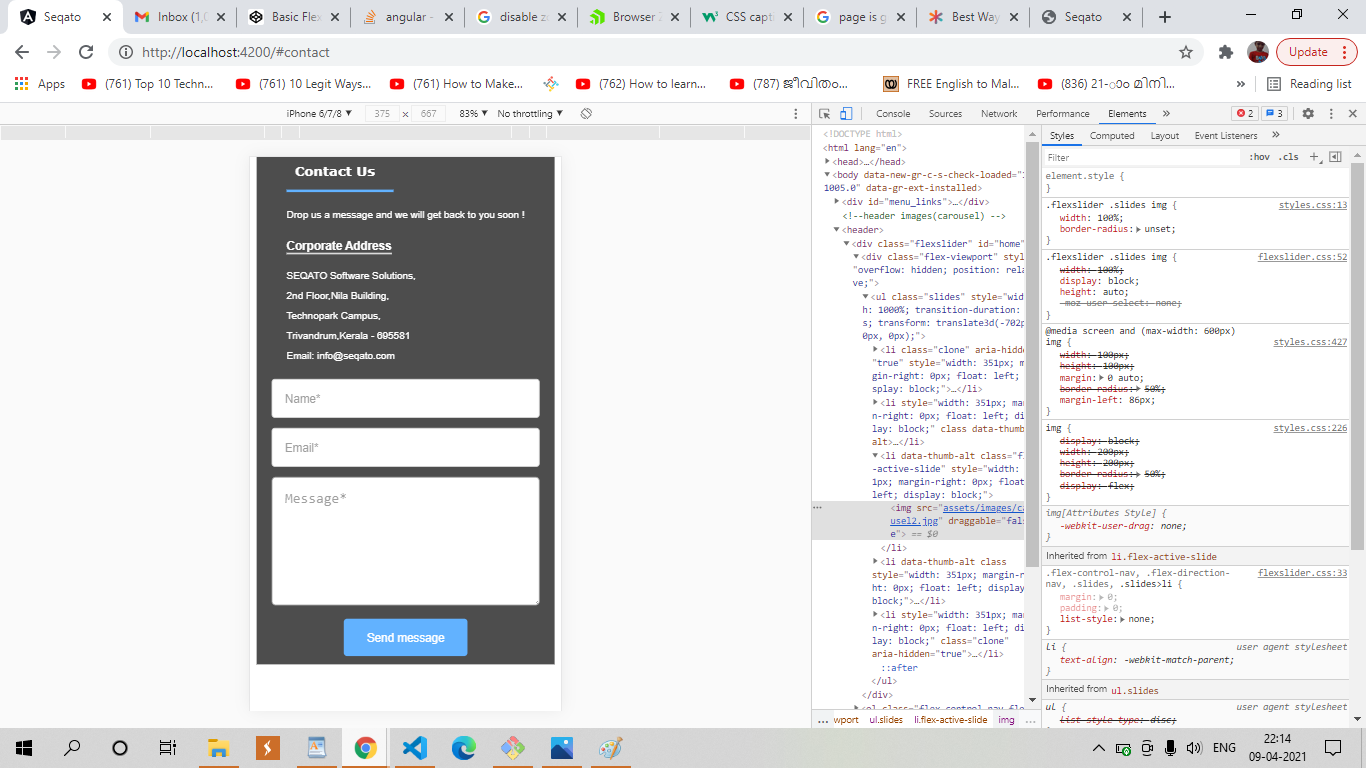 Seqato
Inbox (1,0
Basic Flex
angular -
disable z
Browser Z
CSS capti
page is g
Best Way
Seqato
http://localhost:4200/#contact
Update
Apps
(761) Top 10 Techn...
(761) 10 Legit Ways...
(761) How to Make...
(762) How to learn...
(787) ജീവിതം...
FREE English to Mal...
(836) 21-ാം മിനി...
»
Reading list
iPhone 6/7/8 ▼
375 × 667
83% ▼
No throttling ▼
Console
Sources
Network
Performance
Elements
»
2
3
Contact Us
Drop us a message and we will get back to you soon !
Corporate Address
SEQATO Software Solutions,
2nd Floor,Nila Building,
Technopark Campus,
Trivandrum,Kerala - 695581
Email: info@seqato.com
Name*
Email*
Message*
Send message
<!DOCTYPE html>
<html lang="en">
<head>…</head>
<body data-new-gr-c-s-check-loaded="1
1005.0" data-gr-ext-installed>
<div id="menu_links">…</div>
<!--header images(carousel) -->
<header>
<div class="flexslider" id="home"
<div class="flex-viewport" style=
"overflow: hidden; position: rela
ve;">
<ul class="slides" style="wid
h: 1000%; transition-duration:
s; transform: translate3d(-702p
0px, 0px);">
<li class="clone" aria-hidd
"true" style="width: 351px; m
gin-right: 0px; float: left;
splay: block;">…</li>
<li style="width: 351px; mar
n-right: 0px; float: left; di
lay: block;" class data-thumb
alt>…</li>
<li data-thumb-alt class="f
-active-slide" style="width:
1px; margin-right: 0px; float
left; display: block;">
<img src="assets/images/ca
usel2.jpg" draggable="fals
e"> == $0
</li>
<li data-thumb-alt class
style="width: 351px; margin-r
ht: 0px; float: left; display
block;">…</li>
<li style="width: 351px; mar
n-right: 0px; float: left; di
lay: block;" class="clone"
aria-hidden="true">…</li>
::after
</ul>
</div>
... wport ul.slides li.flex-active-slide img ...
Styles Computed Layout Event Listeners »
Filter
:hov .cls +
element.style {
}
.flexslider .slides img { styles.css:13
width: 100%;
border-radius: unset;
}
.flexslider .slides img { flexslider.css:52
width: 100%;
display: block;
height: auto;
-moz-user-select: none;
}
@media screen and (max-width: 600px)
img { styles.css:427
width: 100px;
height: 100px;
margin: 0 auto;
border-radius: 50%;
margin-left: 86px;
}
img { styles.css:226
display: block;
width: 200px;
height: 200px;
border-radius: 50%;
display: flex;
}
img[Attributes Style] {
-webkit-user-drag: none;
}
Inherited from li.flex-active-slide
.flex-control-nav, .flex-direction- flexslider.css:33
nav, .slides, .slides>li {
margin: 0;
padding: 0;
list-style: none;
}
li { user agent stylesheet
text-align: -webkit-match-parent;
}
Inherited from ul.slides
ul { user agent stylesheet
list-style-type: disc;
ENG
22:14
09-04-2021